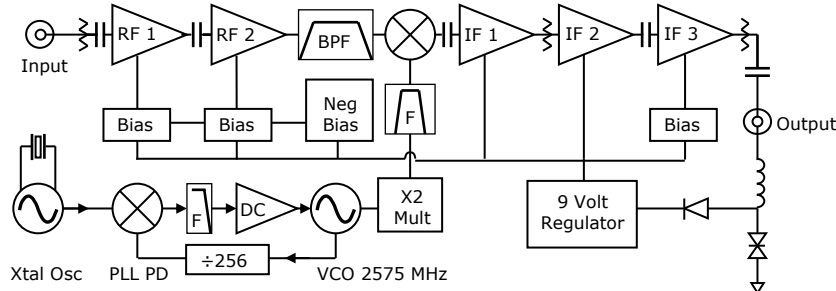 RF 1
RF 2
BPF
IF 1
IF 2
IF 3
Input
F
Neg
Bias
Bias
Bias
Bias
Output
X2
Mult
9 Volt
Regulator
F
DC
÷256
Xtal Osc
PLL PD
VCO 2575 MHz